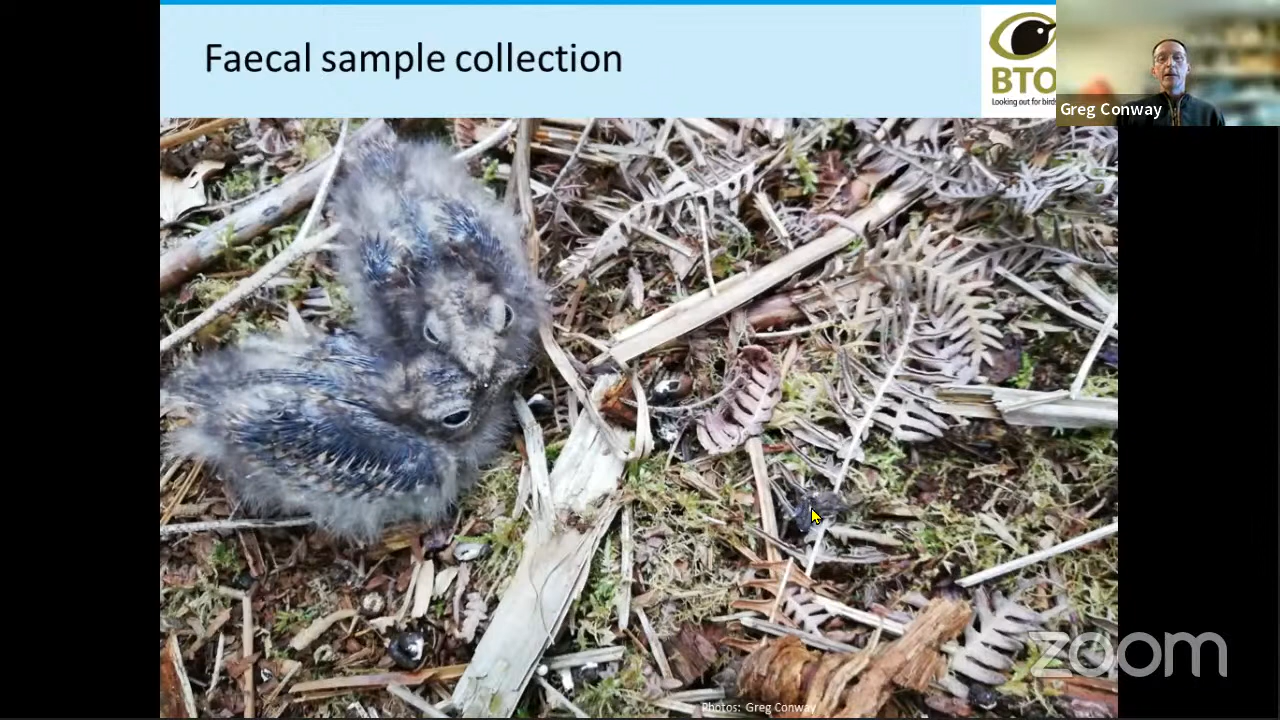 Faecal sample collection
BTO
Looking out for birds
Greg Conway
zoom
Photos: Greg Conway